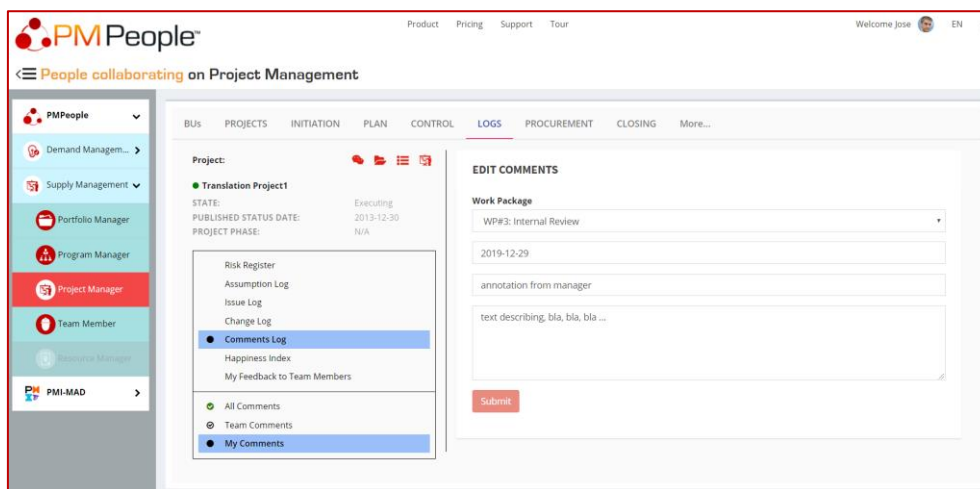 PMPeople™
Product Pricing Support Tour
Welcome Jose EN
People collaborating on Project Management
PMPeople
Demand Managem...
Supply Management
Portfolio Manager
Program Manager
Project Manager
Team Member
Resource Manager
PMI-MAD
BUs PROJECTS INITIATION PLAN CONTROL LOGS PROCUREMENT CLOSING More...
Project:
Translation Project1
STATE: Executing
PUBLISHED STATUS DATE: 2013-12-30
PROJECT PHASE: N/A
Risk Register
Assumption Log
Issue Log
Change Log
Comments Log
Happiness Index
My Feedback to Team Members
All Comments
Team Comments
My Comments
EDIT COMMENTS
Work Package
WP#3: Internal Review
2019-12-29
annotation from manager
text describing, bla, bla, bla ...
Submit